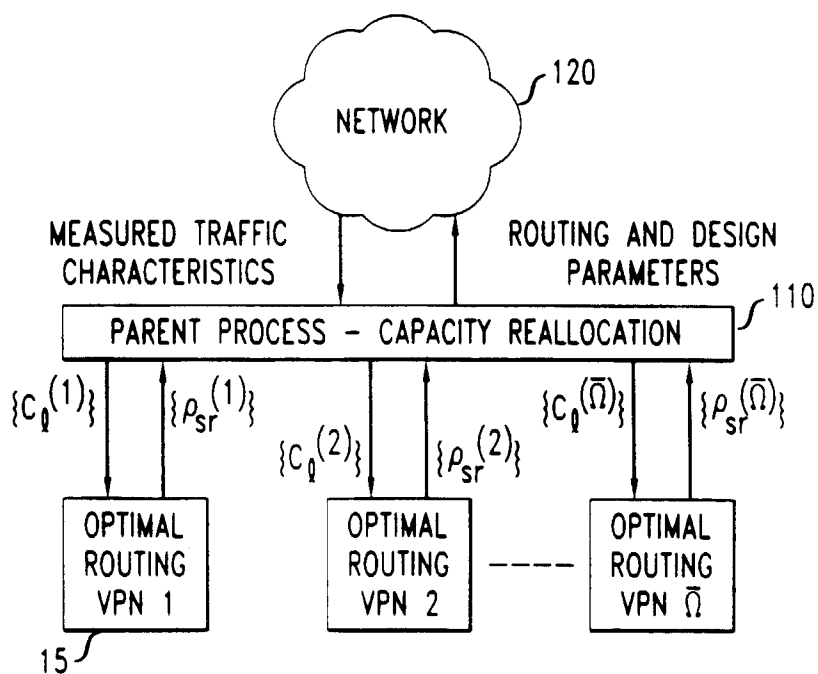 120
NETWORK
MEASURED TRAFFIC
CHARACTERISTICS
ROUTING AND DESIGN
PARAMETERS
110
PARENT PROCESS - CAPACITY REALLOCATION
{C_ℓ^(1)}
{ρ_sr^(1)}
{C_ℓ^(2)}
{ρ_sr^(2)}
{C_ℓ^(Ω̅)}
{ρ_sr^(Ω̅)}
OPTIMAL
ROUTING
VPN 1
OPTIMAL
ROUTING
VPN 2
OPTIMAL
ROUTING
VPN Ω̅
15